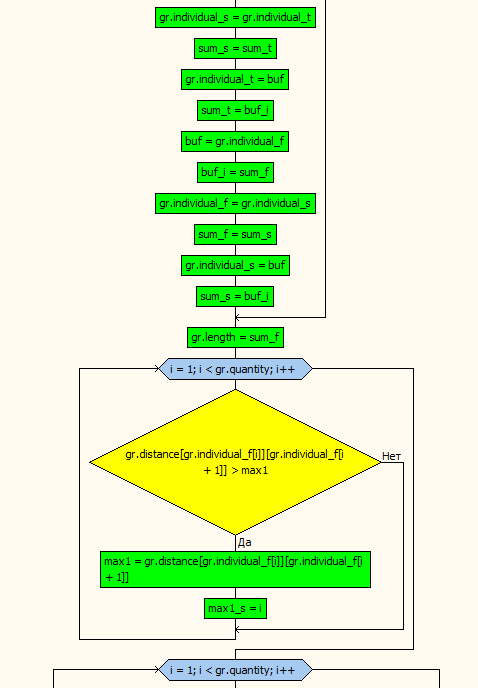 gr.individual_s = gr.individual_t
sum_s = sum_t
gr.individual_t = buf
sum_t = buf_i
buf = gr.individual_f
buf_i = sum_f
gr.individual_f = gr.individual_s
sum_f = sum_s
gr.individual_s = buf
sum_s = buf_i
gr.length = sum_f
i = 1; i < gr.quantity; i++
gr.distance[gr.individual_f[i]][gr.individual_f[i
+ 1]] > max1
Нет
Да
max1 = gr.distance[gr.individual_f[i]][gr.individual_f[i
+ 1]]
max1_s = i
i = 1; i < gr.quantity; i++